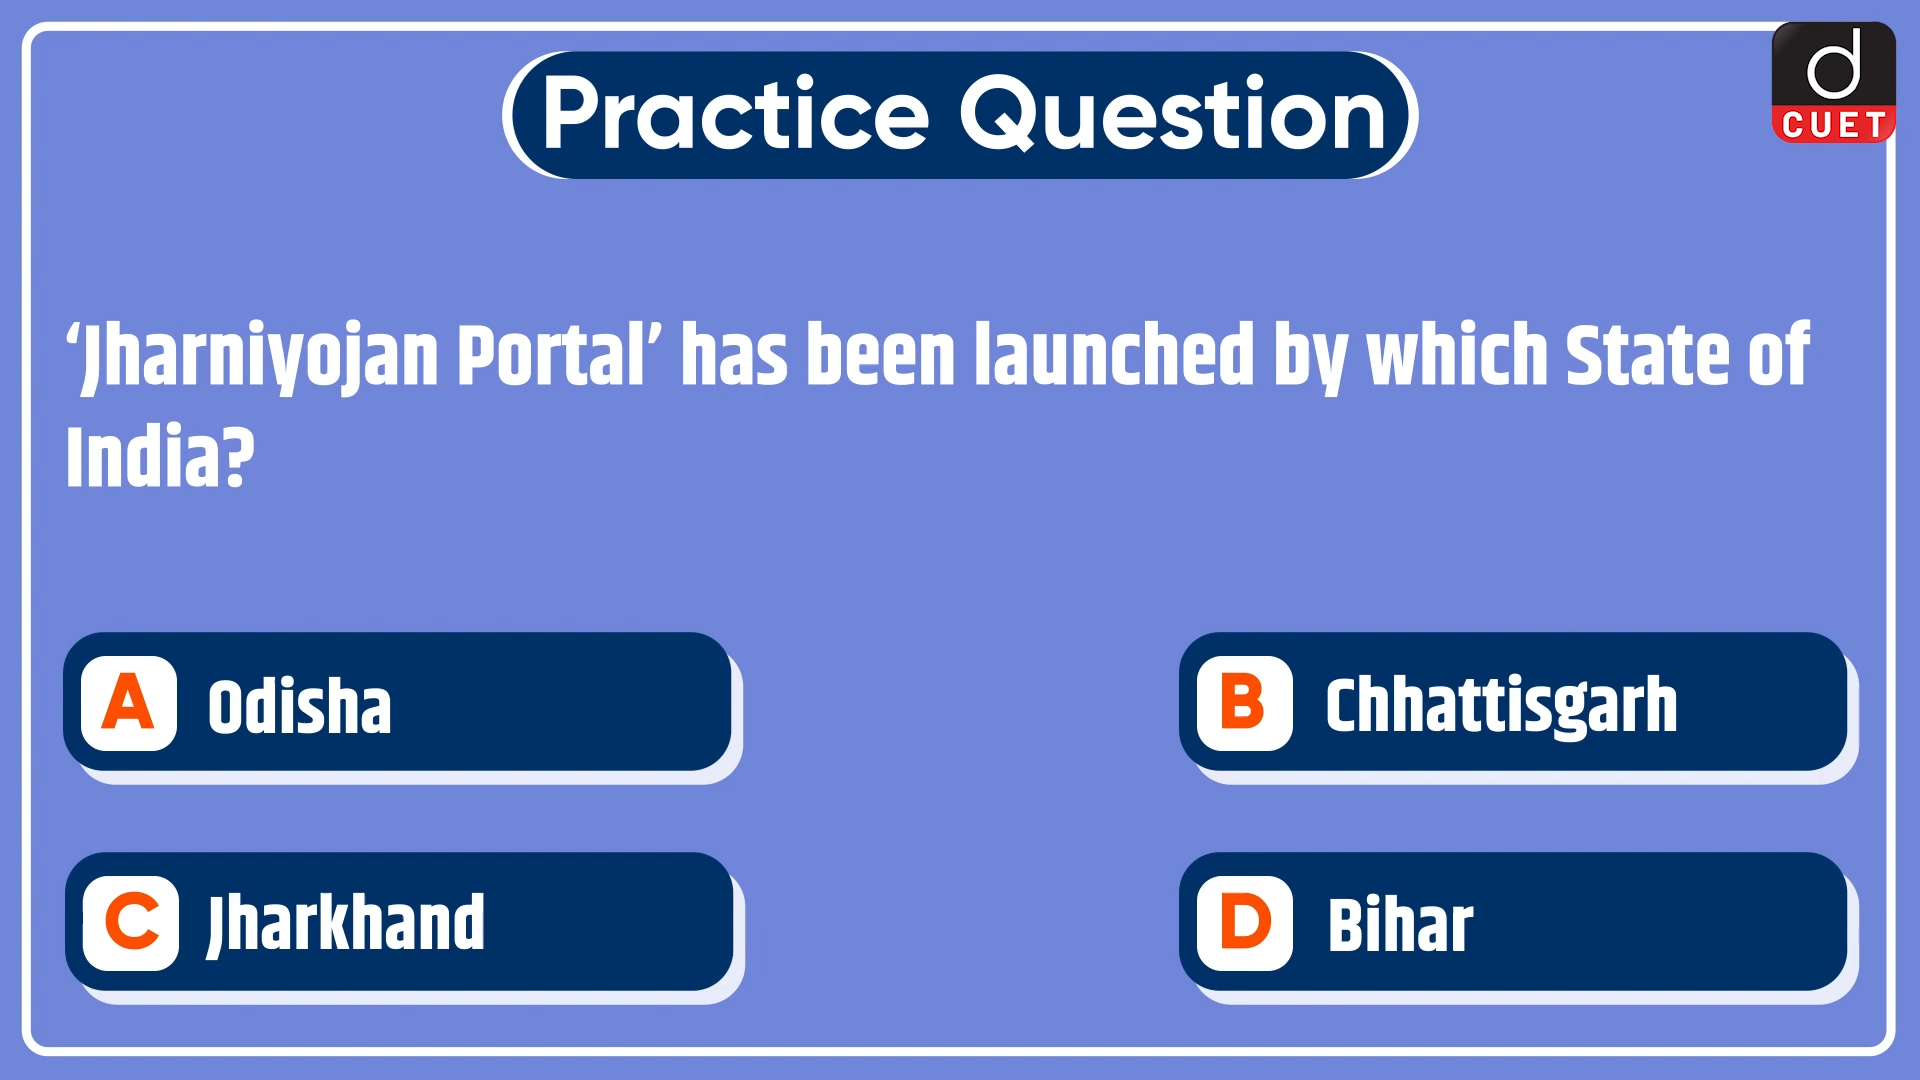 Practice Question
d
CUET
‘Jharniyojan Portal’ has been launched by which State of
India?
A Odisha
B Chhattisgarh
C Jharkhand
D Bihar